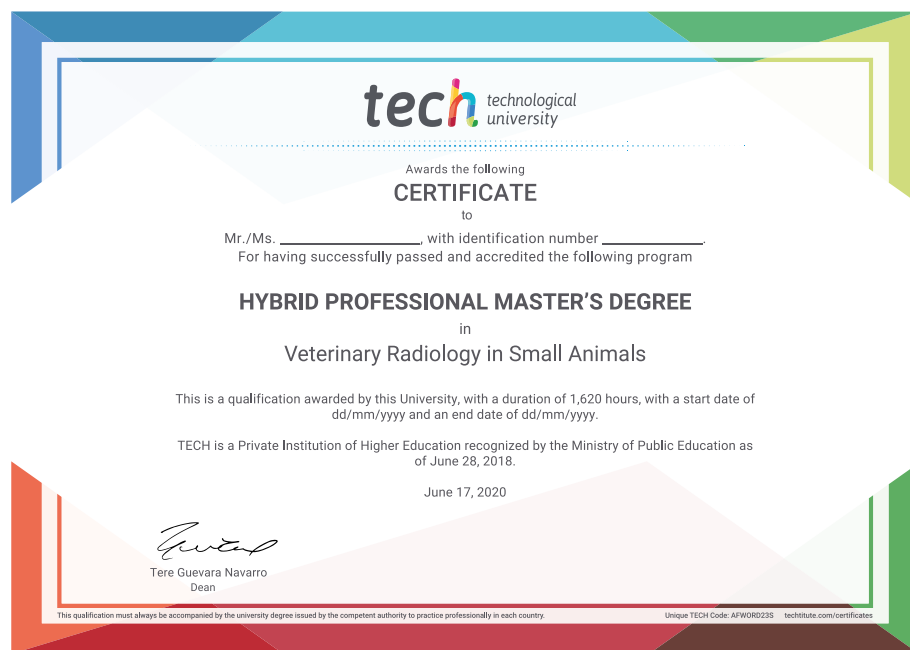 tech technological
university
Awards the following
CERTIFICATE
to
Mr./Ms. ____________________, with identification number ______________.
For having successfully passed and accredited the following program
HYBRID PROFESSIONAL MASTER'S DEGREE
in
Veterinary Radiology in Small Animals
This is a qualification awarded by this University, with a duration of 1,620 hours, with a start date of
dd/mm/yyyy and an end date of dd/mm/yyyy.
TECH is a Private Institution of Higher Education recognized by the Ministry of Public Education as
of June 28, 2018.
June 17, 2020
Tere Guevara Navarro
Dean
This qualification must always be accompanied by the university degree issued by the competent authority to practice professionally in each country. Unique TECH Code: AFWORD23S techtitute.com/certificates